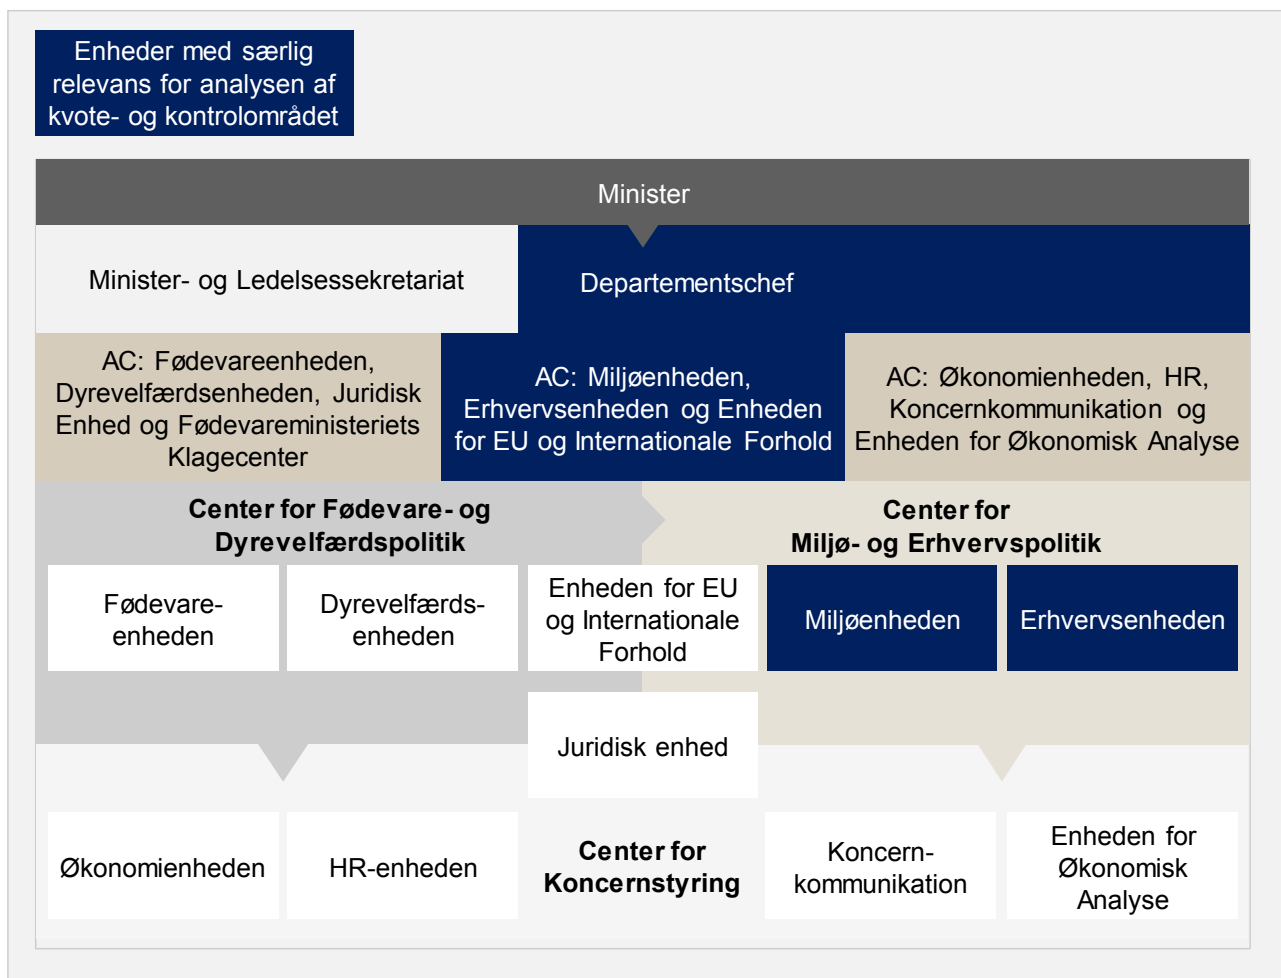 Enheder med særlig
relevans for analysen af
kvote- og kontrolområdet
Minister
Minister- og Ledelsessekretariat
Departementschef
AC: Fødevareenheden,
Dyrevelfærdsenheden, Juridisk
Enhed og Fødevareministeriets
Klagecenter
AC: Miljøenheden,
Erhvervsenheden og Enheden
for EU og Internationale Forhold
AC: Økonomienheden, HR,
Koncernkommunikation og
Enheden for Økonomisk Analyse
Center for Fødevare- og
Dyrevelfærdspolitik
Center for
Miljø- og Erhvervspolitik
Fødevare-
enheden
Dyrevelfærds-
enheden
Enheden for EU
og Internationale
Forhold
Miljøenheden
Erhvervsenheden
Juridisk enhed
Økonomienheden
HR-enheden
Center for
Koncernstyring
Koncern-
kommunikation
Enheden for
Økonomisk
Analyse